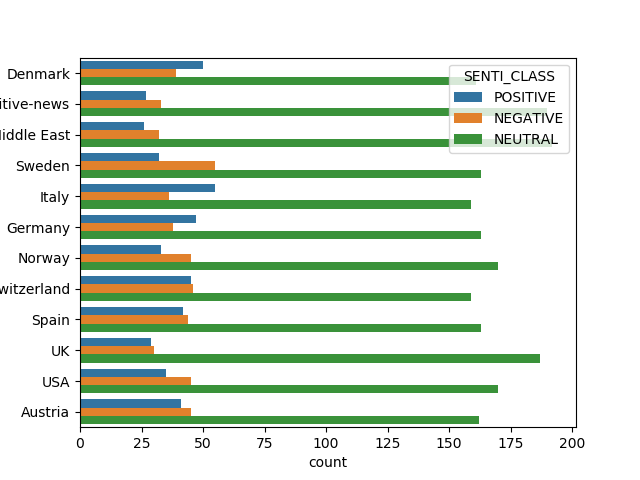 SENTI_CLASS
POSITIVE
NEGATIVE
NEUTRAL
Denmark
itive-news
iddle East
Sweden
Italy
Germany
Norway
witzerland
Spain
UK
USA
Austria
0 25 50 75 100 125 150 175 200
count